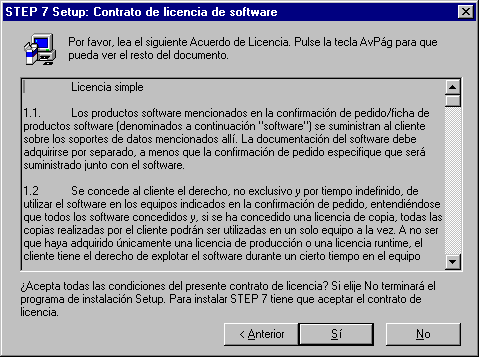 STEP 7 Setup: Contrato de licencia de software
Por favor, lea el siguiente Acuerdo de Licencia. Pulse la tecla AvPág para que
pueda ver el resto del documento.
Licencia simple
1.1. Los productos software mencionados en la confirmación de pedido/ficha de
productos software (denominados a continuación "software") se suministran al cliente
sobre los soportes de datos mencionados allí. La documentación del software debe
adquirirse por separado, a menos que la confirmación de pedido especifique que será
suministrado junto con el software.
1.2 Se concede al cliente el derecho, no exclusivo y por tiempo indefinido, de
utilizar el software en los equipos indicados en la confirmación de pedido, entendiéndose
que todos los software concedidos y, si se ha concedido una licencia de copia, todas las
copias realizadas por el cliente podrán ser utilizadas en un solo equipo a la vez. A no ser
que haya adquirido únicamente una licencia de producción o una licencia runtime, el
cliente tiene el derecho de explotar el software durante un cierto tiempo en el equipo
¿Acepta todas las condiciones del presente contrato de licencia? Si elije No terminará el
programa de instalación Setup. Para instalar STEP 7 tiene que aceptar el contrato de
licencia.
< Anterior Sí No